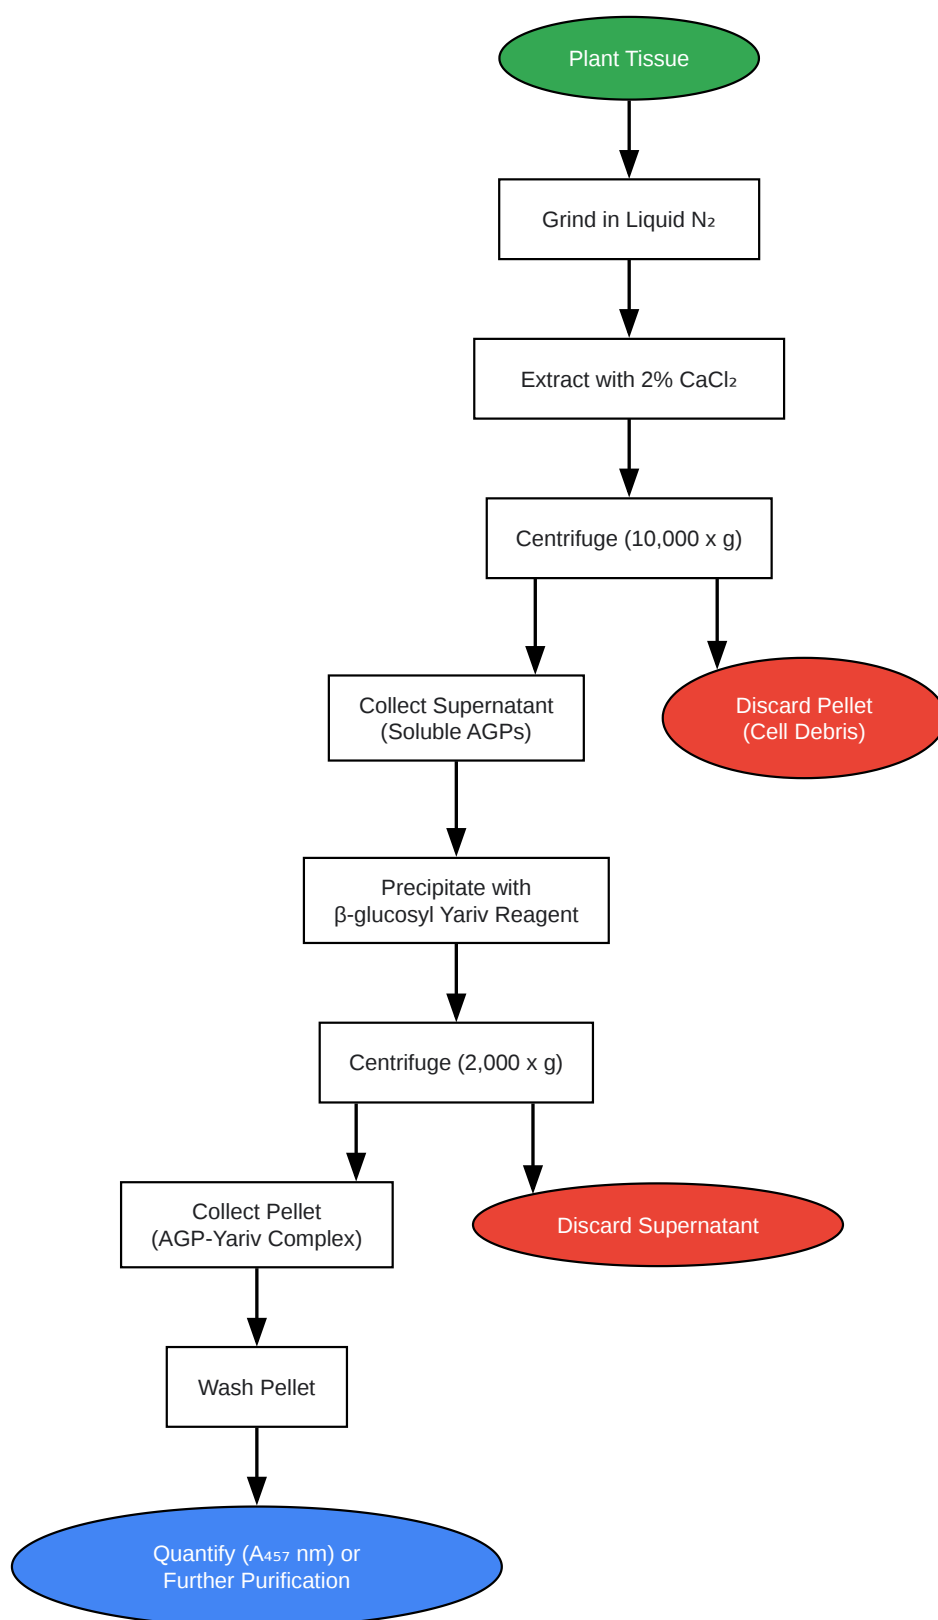 Plant Tissue
Grind in Liquid N₂
Extract with 2% CaCl₂
Centrifuge (10,000 x g)
Collect Supernatant
(Soluble AGPs)
Discard Pellet
(Cell Debris)
Precipitate with
β-glucosyl Yariv Reagent
Centrifuge (2,000 x g)
Collect Pellet
(AGP-Yariv Complex)
Discard Supernatant
Wash Pellet
Quantify (A₄₅₇ nm) or
Further Purification